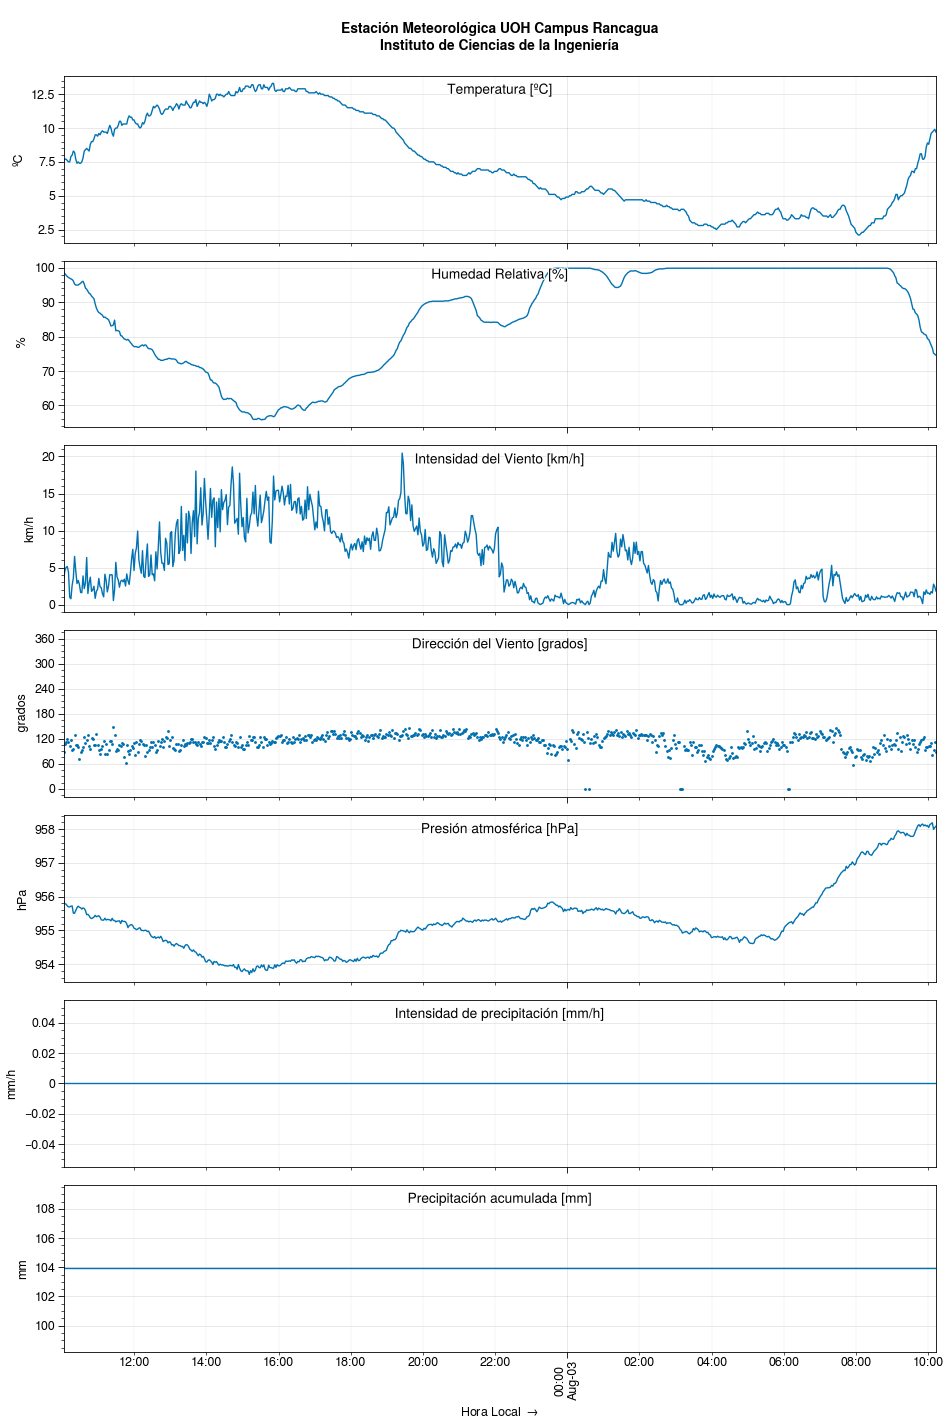 Estación Meteorológica UOH Campus Rancagua
Instituto de Ciencias de la Ingeniería
Temperatura [ºC]
ºC
12.5
10
7.5
5
2.5
Humedad Relativa [%]
%
100
90
80
70
60
Intensidad del Viento [km/h]
km/h
20
15
10
5
0
Dirección del Viento [grados]
grados
360
300
240
180
120
60
0
Presión atmosférica [hPa]
hPa
958
957
956
955
954
Intensidad de precipitación [mm/h]
mm/h
0.04
0.02
0
−0.02
−0.04
Precipitación acumulada [mm]
mm
108
106
104
102
100
12:00 14:00 16:00 18:00 20:00 22:00 00:00 02:00 04:00 06:00 08:00 10:00
Aug-03
Hora Local →